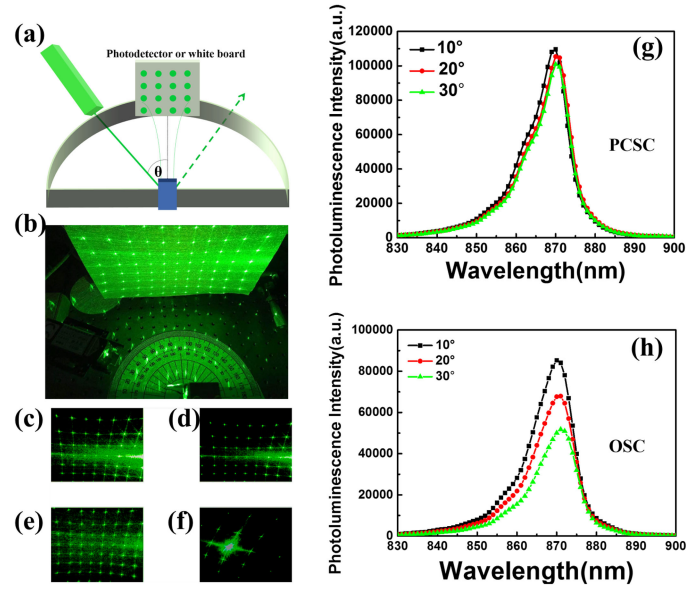 (a)
Photodetector or white board
θ
(b)
(c)
(d)
(e)
(f)
(g)
10°
20°
30°
PCSC
Photoluminescence Intensity(a.u.)
120000
100000
80000
60000
40000
20000
0
830 840 850 860 870 880 890 900
Wavelength(nm)
(h)
10°
20°
30°
OSC
Photoluminescence Intensity(a.u.)
100000
80000
60000
40000
20000
0
830 840 850 860 870 880 890 900
Wavelength(nm)